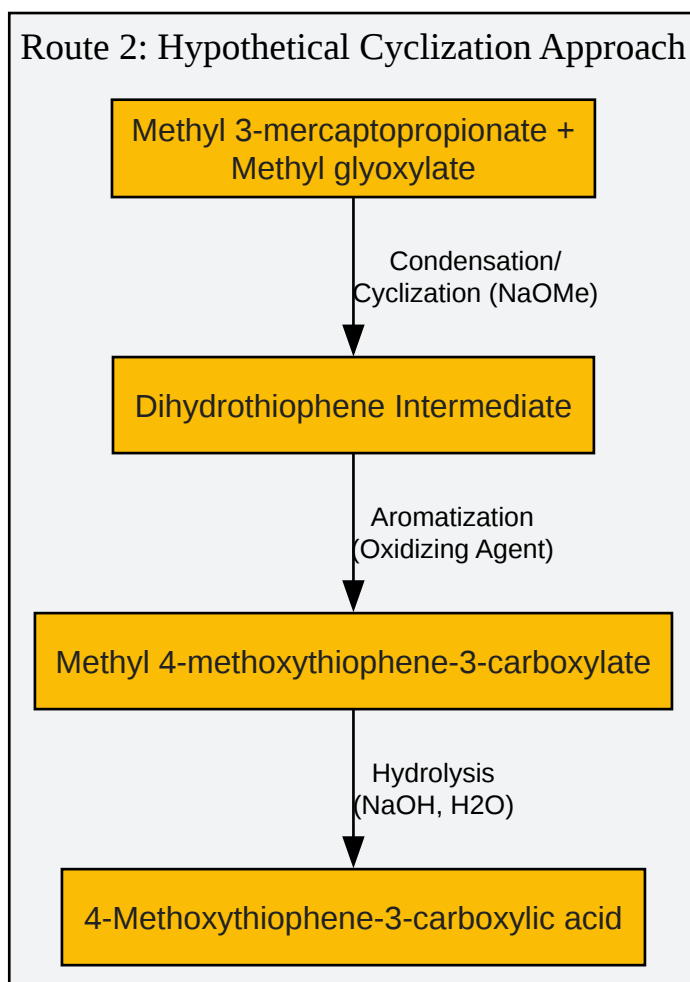 Route 2: Hypothetical Cyclization Approach
Methyl 3-mercaptopropionate +
Methyl glyoxylate
Condensation/
Cyclization (NaOMe)
Dihydrothiophene Intermediate
Aromatization
(Oxidizing Agent)
Methyl 4-methoxythiophene-3-carboxylate
Hydrolysis
(NaOH, H2O)
4-Methoxythiophene-3-carboxylic acid